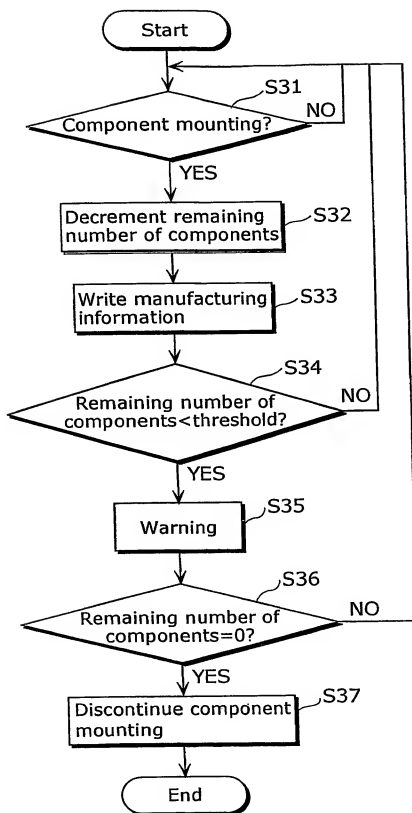 Start
S31
Component mounting?
NO
YES
Decrement remaining
number of components
S32
Write manufacturing
information
S33
S34
Remaining number of
components<threshold?
NO
YES
Warning
S35
S36
Remaining number of
components=0?
NO
YES
Discontinue component
mounting
S37
End